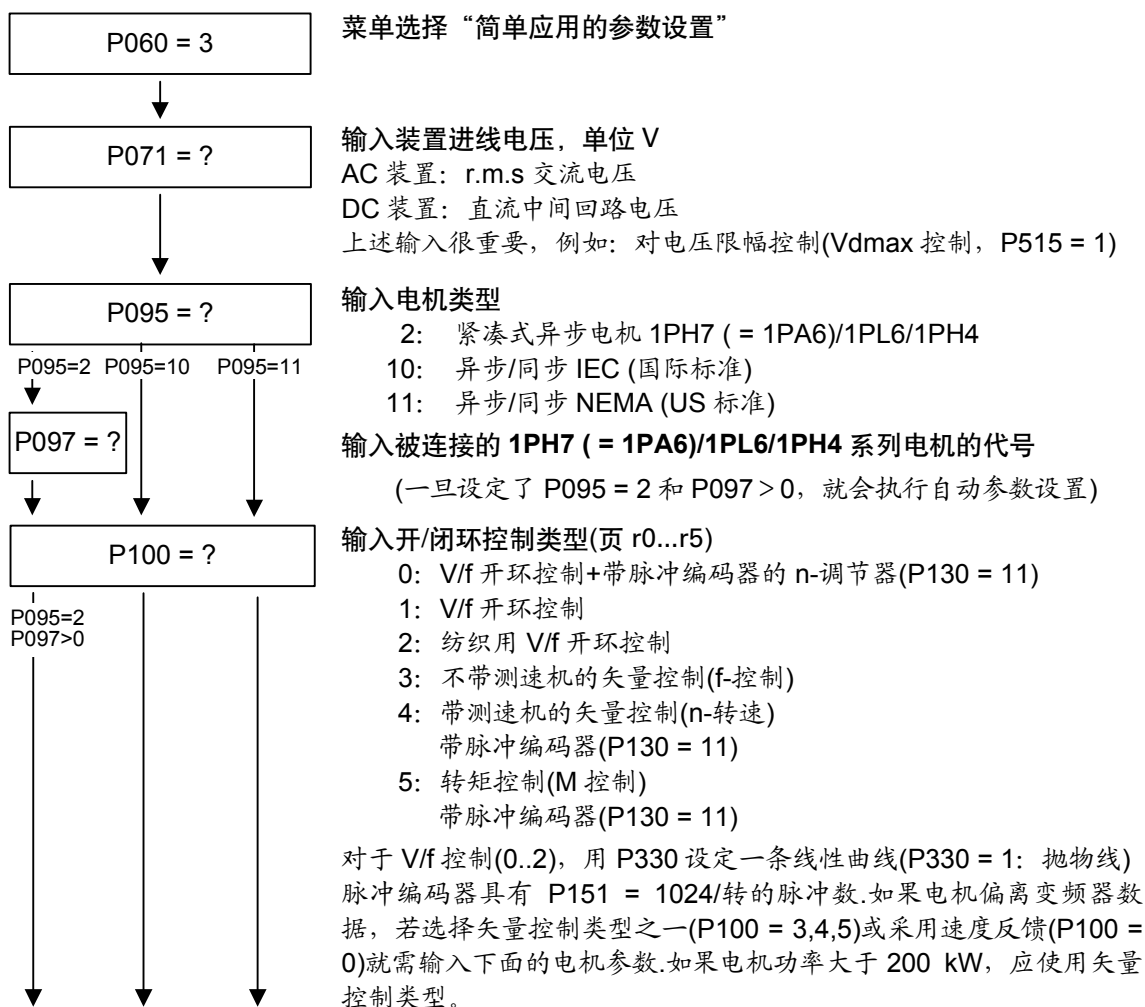 P060 = 3
菜单选择“简单应用的参数设置”
P071 = ?
输入装置进线电压，单位 V
AC 装置：r.m.s 交流电压
DC 装置：直流中间回路电压
上述输入很重要，例如：对电压限幅控制(Vdmax 控制，P515 = 1)
P095 = ?
P095=2 P095=10 P095=11
输入电机类型
2： 紧凑式异步电机 1PH7 ( = 1PA6)/1PL6/1PH4
10： 异步/同步 IEC (国际标准)
11： 异步/同步 NEMA (US 标准)
P097 = ?
输入被连接的 1PH7 ( = 1PA6)/1PL6/1PH4 系列电机的代号
(一旦设定了 P095 = 2 和 P097＞0，就会执行自动参数设置)
P100 = ?
P095=2
P097>0
输入开/闭环控制类型(页 r0...r5)
0：V/f 开环控制+带脉冲编码器的 n-调节器(P130 = 11)
1：V/f 开环控制
2：纺织用 V/f 开环控制
3：不带测速机的矢量控制(f-控制)
4：带测速机的矢量控制(n-转速)
带脉冲编码器(P130 = 11)
5：转矩控制(M 控制)
带脉冲编码器(P130 = 11)
对于 V/f 控制(0..2)，用 P330 设定一条线性曲线(P330 = 1：抛物线)
脉冲编码器具有 P151 = 1024/转的脉冲数.如果电机偏离变频器数
据，若选择矢量控制类型之一(P100 = 3,4,5)或采用速度反馈(P100 =
0)就需输入下面的电机参数.如果电机功率大于 200 kW，应使用矢量
控制类型。